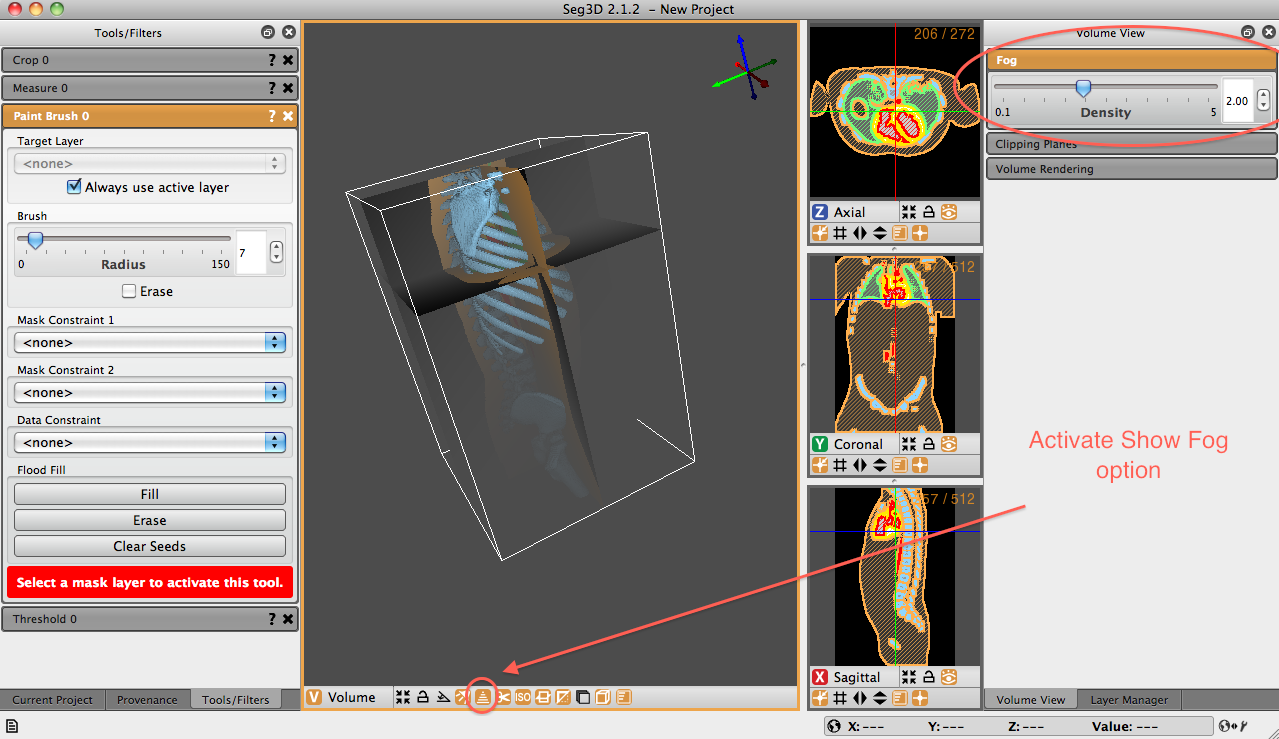 Seg3D 2.1.2 - New Project
Tools/Filters
Crop 0 ?
Measure 0 ?
Paint Brush 0 ?
Target Layer
<none>
Always use active layer
Brush
7
0 Radius 150
Erase
Mask Constraint 1
<none>
Mask Constraint 2
<none>
Data Constraint
<none>
Flood Fill
Fill
Erase
Clear Seeds
Select a mask layer to activate this tool.
Threshold 0 ?
Current Project
Provenance
Tools/Filters
V Volume
ISO
206 / 272
Z Axial
/ 512
Y Coronal
57 / 512
X Sagittal
Volume View
Fog
2.00
0.1 Density 5
Clipping Planes
Volume Rendering
Activate Show Fog
option
Volume View
Layer Manager
X: --- Y: --- Z: --- Value: ---